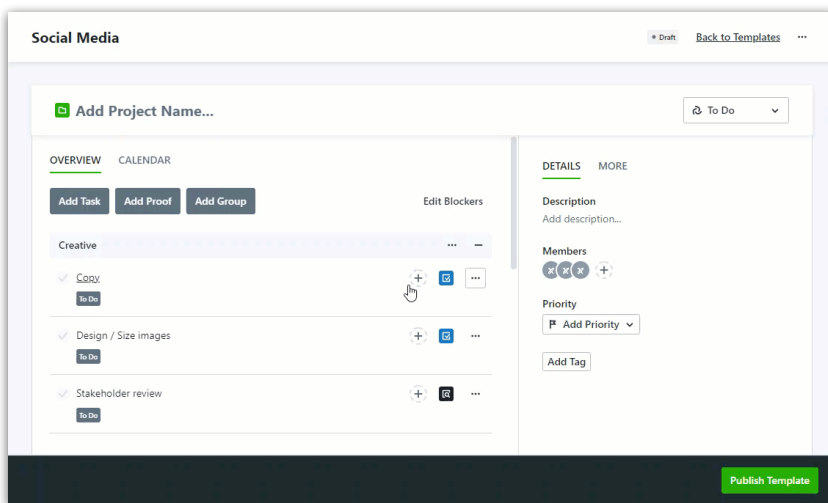 Social Media
Draft
Back to Templates
Add Project Name...
To Do
OVERVIEW CALENDAR
Add Task Add Proof Add Group
Edit Blockers
Creative
Copy
To Do
Design / Size images
To Do
Stakeholder review
To Do
DETAILS MORE
Description
Add description...
Members
Priority
Add Priority
Add Tag
Publish Template